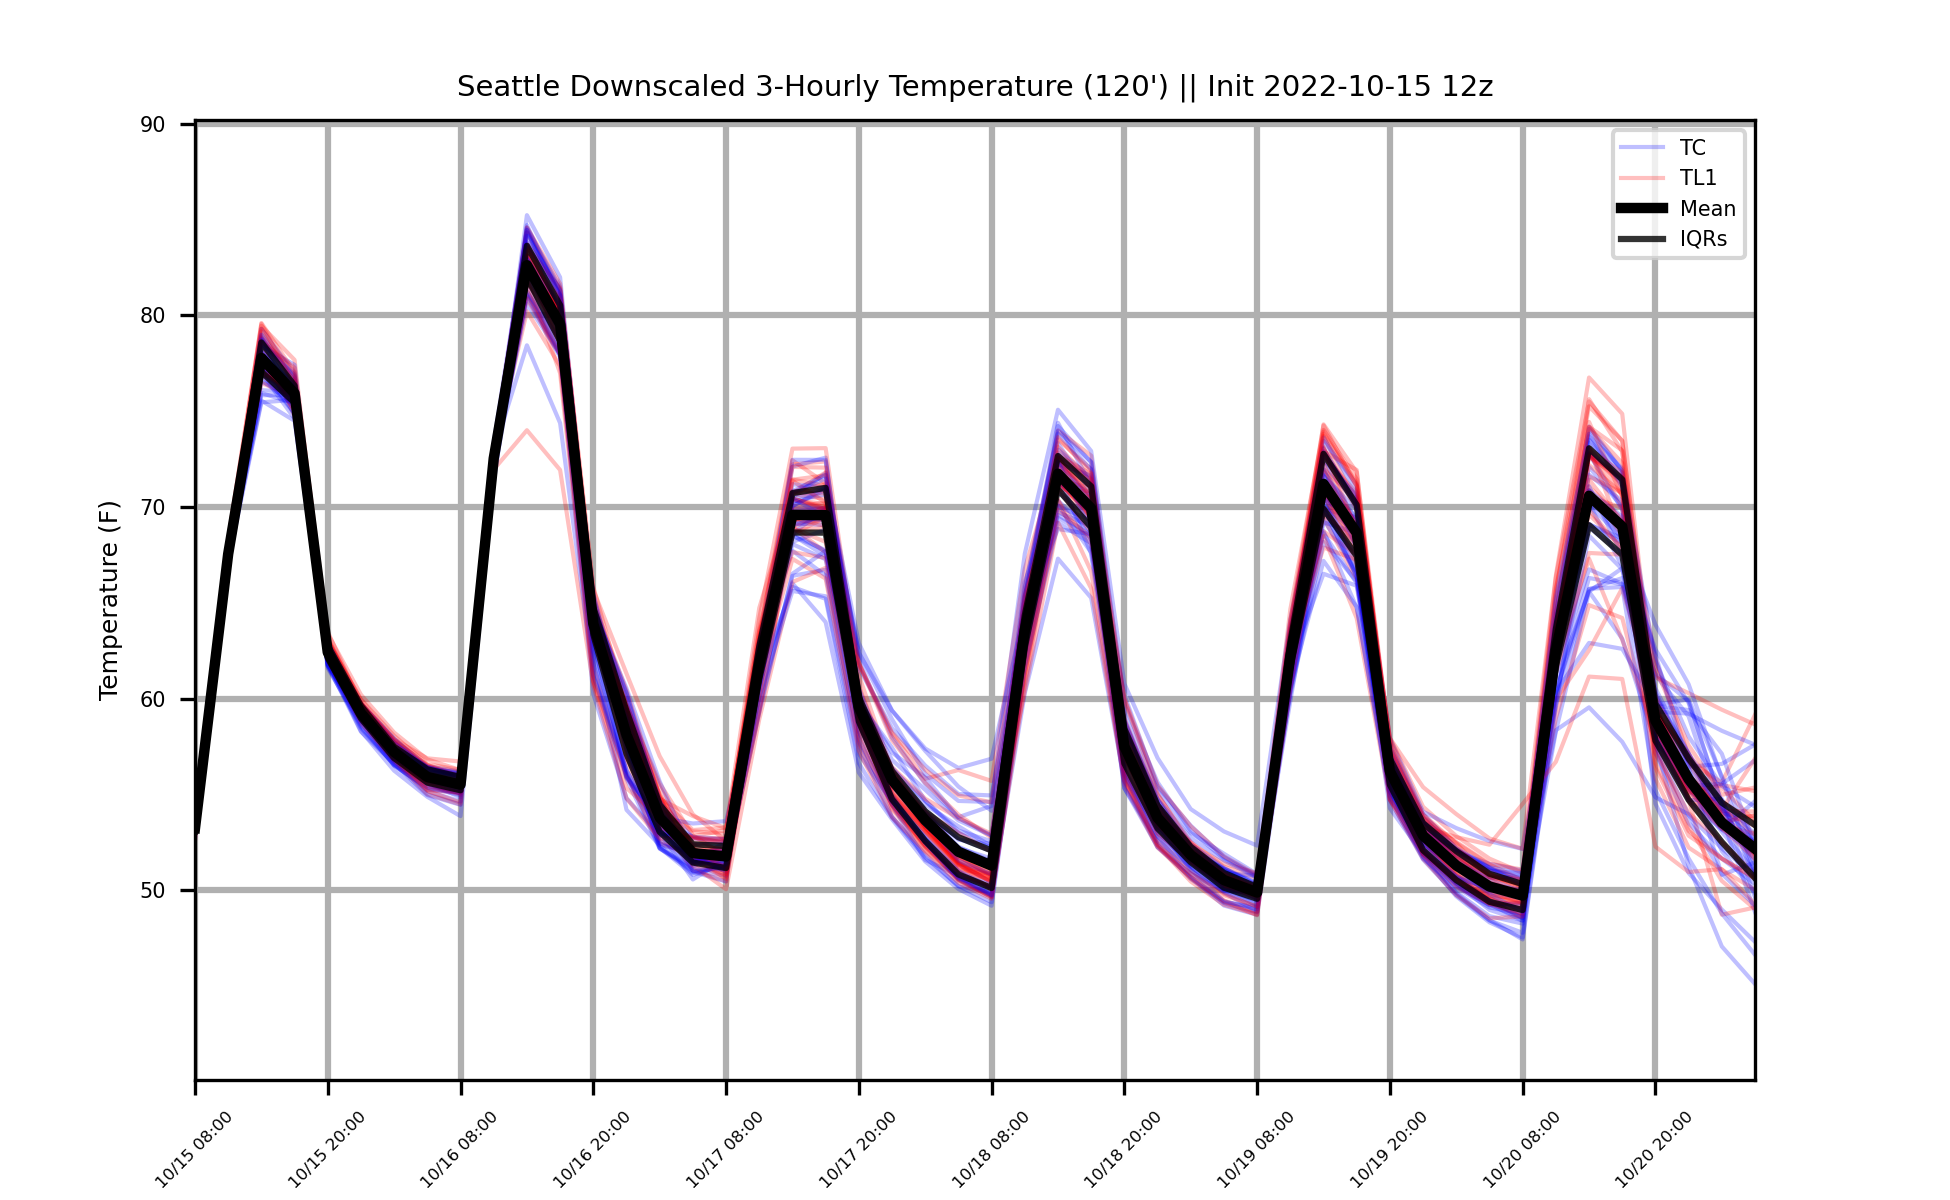 Seattle Downscaled 3-Hourly Temperature (120') || Init 2022-10-15 12z
90
80
70
60
50
Temperature (F)
TC
TL1
Mean
IQRs
10/15 08:00
10/15 20:00
10/16 08:00
10/16 20:00
10/17 08:00
10/17 20:00
10/18 08:00
10/18 20:00
10/19 08:00
10/19 20:00
10/20 08:00
10/20 20:00